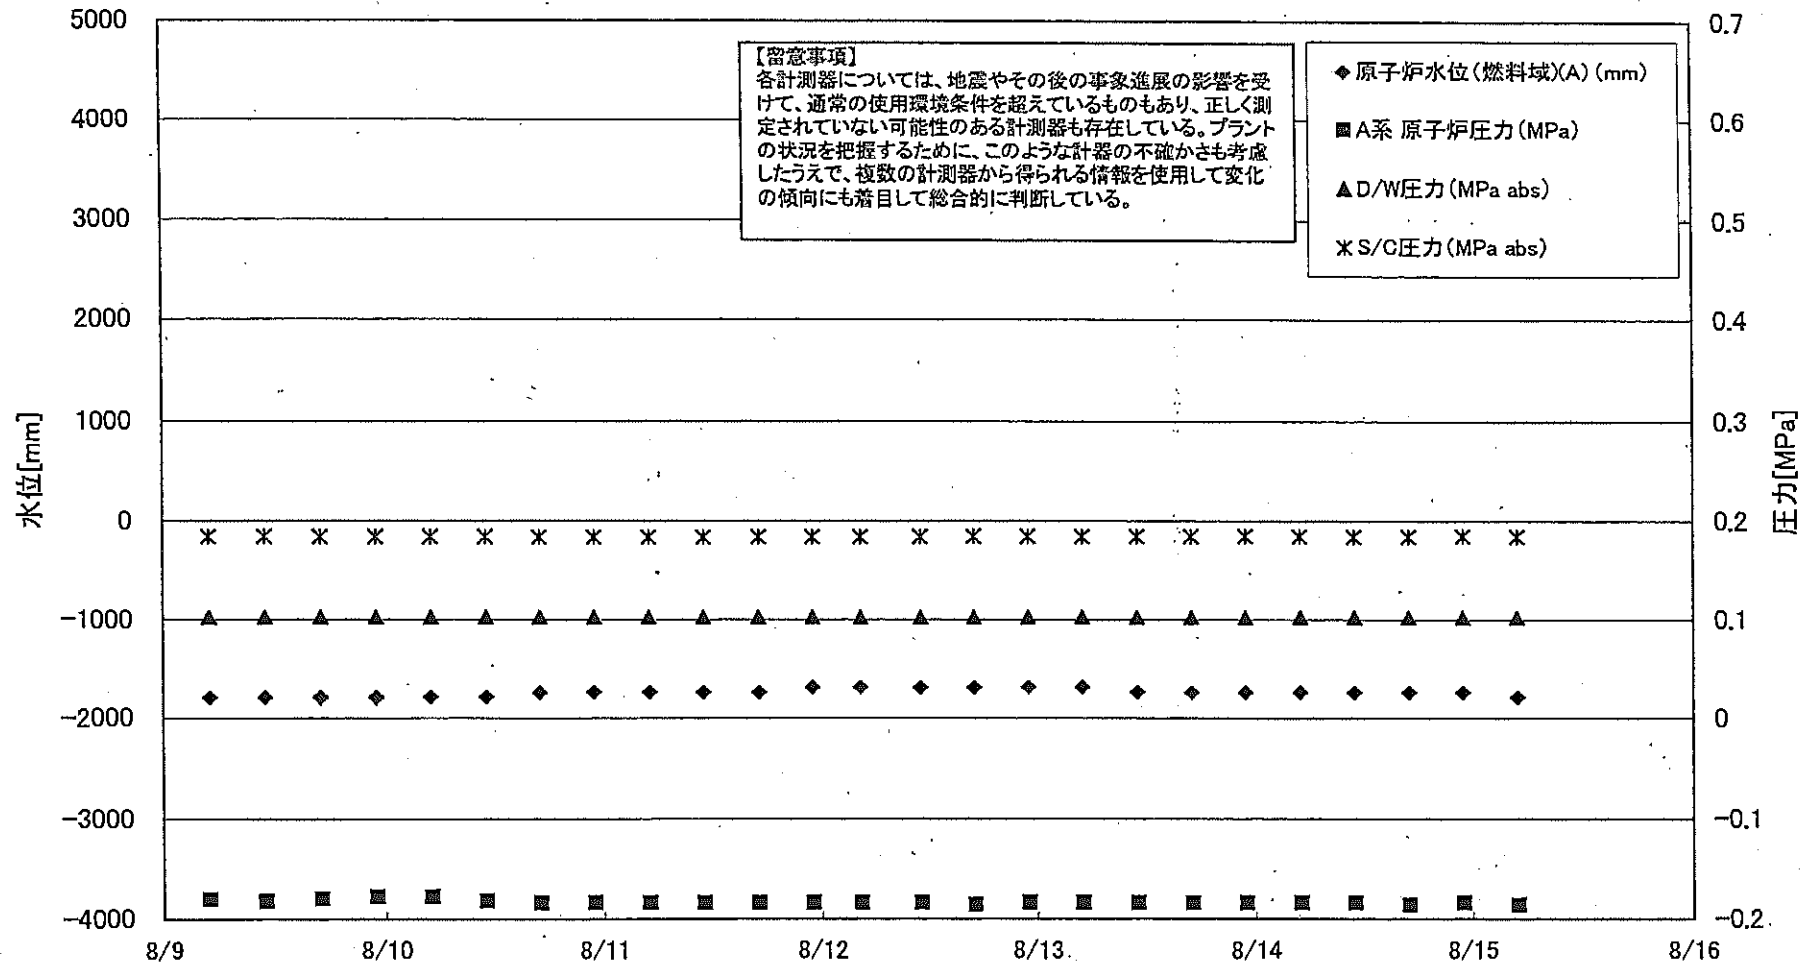 5000
4000
3000
2000
1000
0
-1000
-2000
-3000
-4000
水位[mm]
【留意事項】
各計測器については、地震やその後の事象進展の影響を受
けて、通常の使用環境条件を超えているものもあり、正しく測
定されていない可能性のある計測器も存在している。プラント
の状況を把握するために、このような計器の不確かさも考慮
したうえで、複数の計測器から得られる情報を使用して変化
の傾向にも着目して総合的に判断している。
原子炉水位(燃料域)(A) (mm)
A系 原子炉圧力(MPa)
D/W圧力(MPa abs)
S/C圧力(MPa abs)
0.7
0.6
0.5
0.4
0.3
0.2
0.1
0
-0.1
-0.2
圧力[MPa]
8/9 8/10 8/11 8/12 8/13 8/14 8/15 8/16